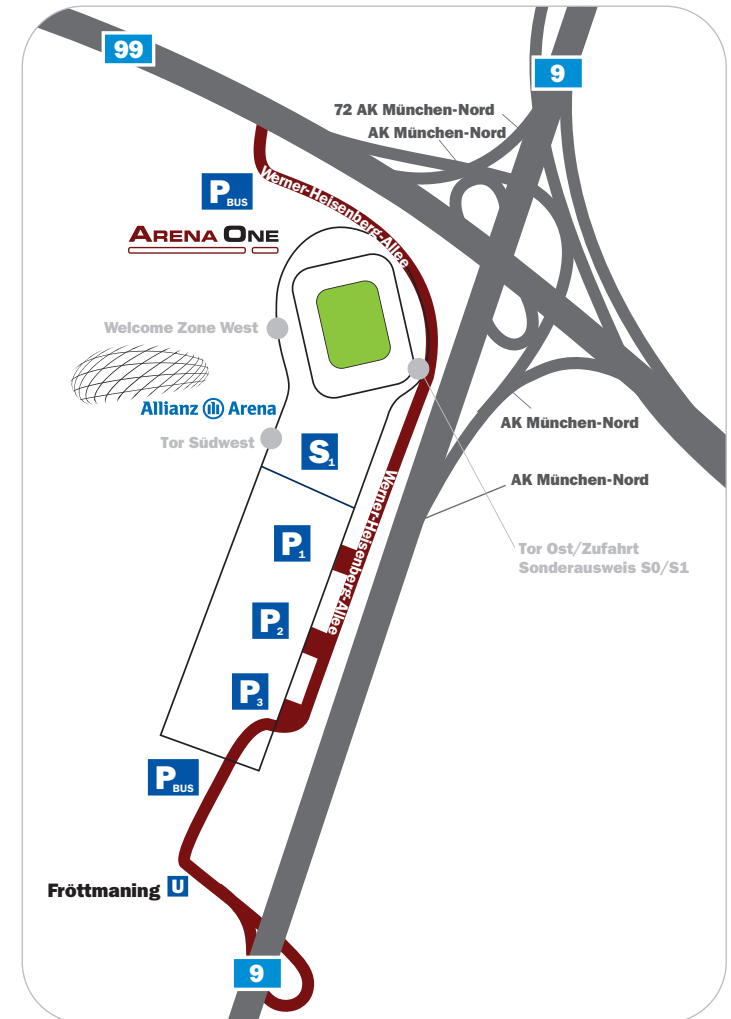 99
9
72 AK München-Nord
AK München-Nord
P BUS
Werner-Heisenberg-Allee
ARENA ONE
Welcome Zone West
Allianz Arena
Tor Südwest
S1
AK München-Nord
AK München-Nord
Werner-Heisenberg-Allee
P1
Tor Ost/Zufahrt
Sonderausweis S0/S1
P2
P3
P BUS
Fröttmaning U
9